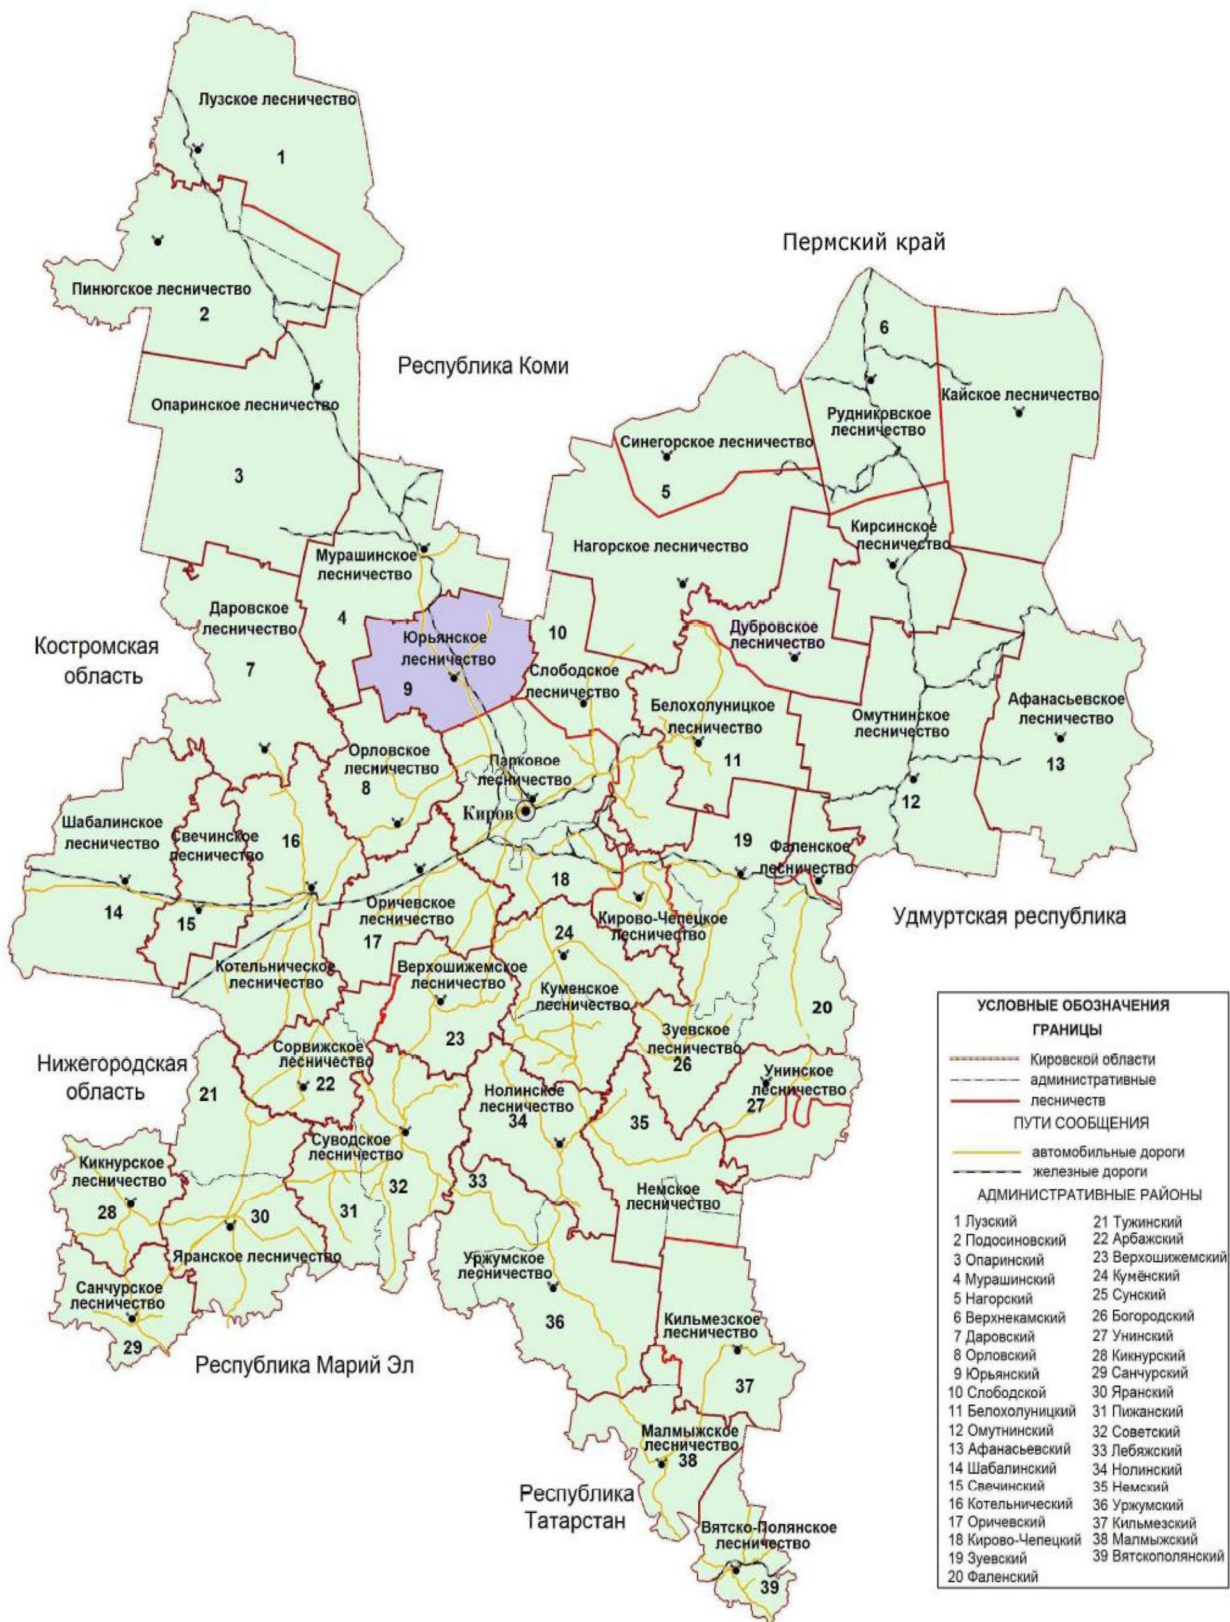 Лузское лесничество
1
Пинюгское лесничество
2
Пермский край
6
Республика Коми
Опаринское лесничество
3
Кайское лесничество
Рудниковское
лесничество
Синегорское лесничество
5
Кирсинское
лесничество
Нагорское лесничество
Мурашинское
лесничество
4
Даровское
лесничество
7
Костромская
область
Юрьянское
лесничество
9
10
Слободское
лесничество
Дубровское
лесничество
Белохолуницкое
лесничество
11
Омутнинское
лесничество
12
Афанасьевское
лесничество
13
Орловское
лесничество
8
Парковое
лесничество
Киров
Шабалинское
лесничество
14
Свечинское
лесничество
15
16
19
Фаленское
лесничество
18
Оричевское
лесничество
17
Кирово-Чепецкое
лесничество
Удмуртская республика
24
Котельническое
лесничество
Верхошижемское
лесничество
23
Куменское
лесничество
Зуевское
лесничество
26
20
Нижегородская
область
21
Сорвижское
лесничество
22
Унинское
лесничество
27
Нолинское
лесничество
34
35
Суводское
лесничество
31
32
33
Кикнурское
лесничество
28
Немское
лесничество
30
Яранское лесничество
Уржумское
лесничество
36
Санчурское
лесничество
29
Республика Марий Эл
Кильмезское
лесничество
37
Малмыжское
лесничество
38
Республика
Татарстан
Вятско-Полянское
лесничество
39
УСЛОВНЫЕ ОБОЗНАЧЕНИЯ
ГРАНИЦЫ
Кировской области
административные
лесничеств
ПУТИ СООБЩЕНИЯ
автомобильные дороги
железные дороги
АДМИНИСТРАТИВНЫЕ РАЙОНЫ
1 Лузский
2 Подосиновский
3 Опаринский
4 Мурашинский
5 Нагорский
6 Верхнекамский
7 Даровский
8 Орловский
9 Юрьянский
10 Слободской
11 Белохолуницкий
12 Омутнинский
13 Афанасьевский
14 Шабалинский
15 Свечинский
16 Котельнический
17 Оричевский
18 Кирово-Чепецкий
19 Зуевский
20 Фаленский
21 Тужинский
22 Арбажский
23 Верхошижемский
24 Кумёнский
25 Сунский
26 Богородский
27 Унинский
28 Кикнурский
29 Санчурский
30 Яранский
31 Пижанский
32 Советский
33 Лебяжский
34 Нолинский
35 Немский
36 Уржумский
37 Кильмезский
38 Малмыжский
39 Вятскополянский